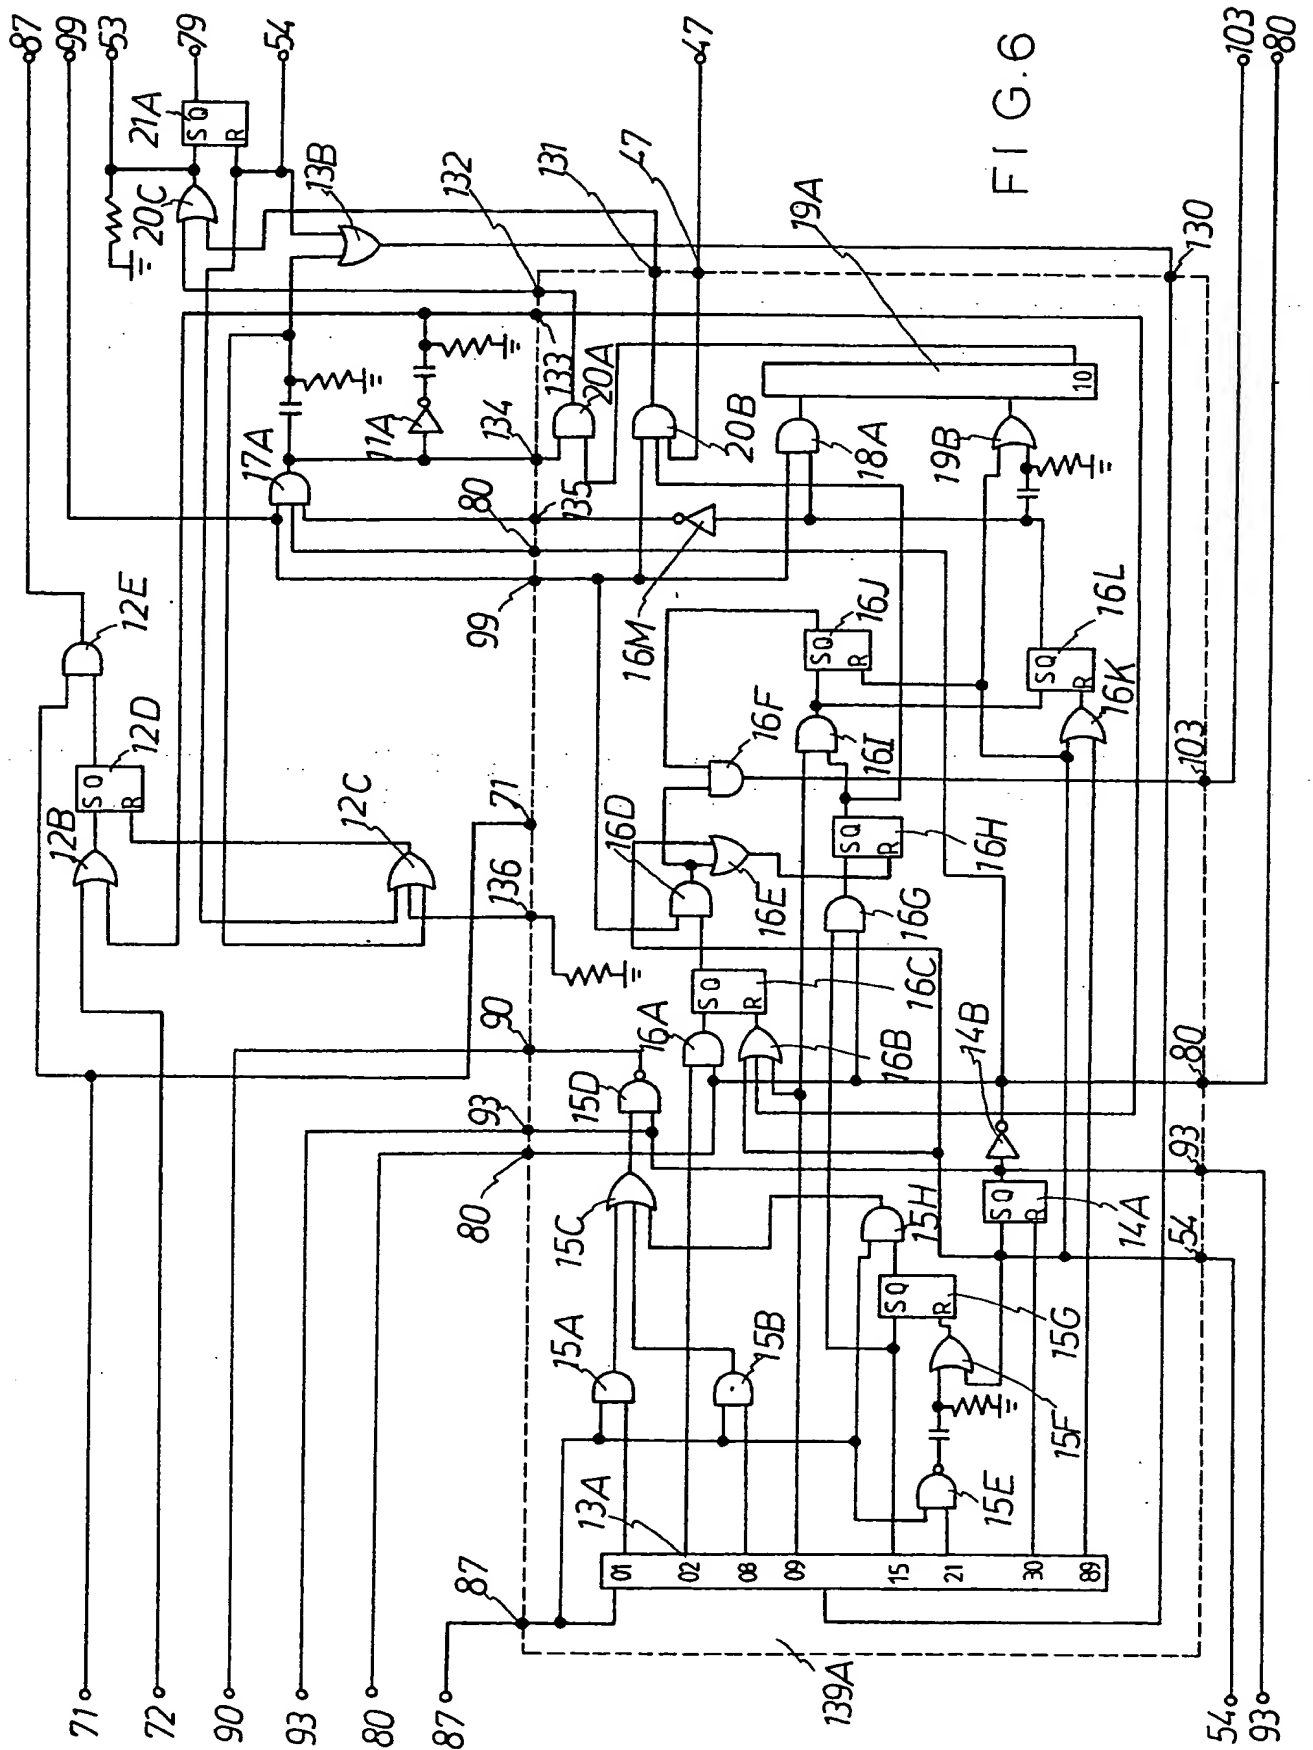 87
99
53
79
54
47
103
80
21A
S Q
R
20C
13B
132
131
47
19A
130
FIG.6
17A
11A
134
133
20A
135
80
99
20B
18A
19B
10
16M
12E
12D
S Q
R
12B
12C
71
136
16J
S Q
R
16L
S Q
R
16K
16F
16I
103
16D
16E
16H
S Q
R
16G
16C
S Q
R
16A
16B
14B
80
90
15D
93
80
15C
15H
93
14A
S Q
R
54
15A
15B
15G
S Q
R
15F
15E
13A
01
02
08
09
15
21
30
89
87
139A
71
72
90
93
80
87
54
93